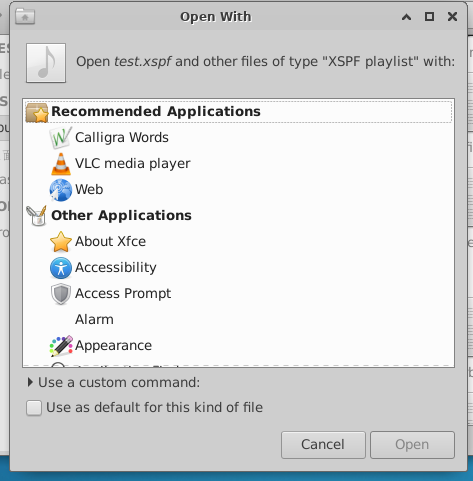 Open With
Open test.xspf and other files of type "XSPF playlist" with:
Recommended Applications
Calligra Words
VLC media player
Web
Other Applications
About Xfce
Accessibility
Access Prompt
Alarm
Appearance
Use a custom command:
Use as default for this kind of file
Cancel
Open